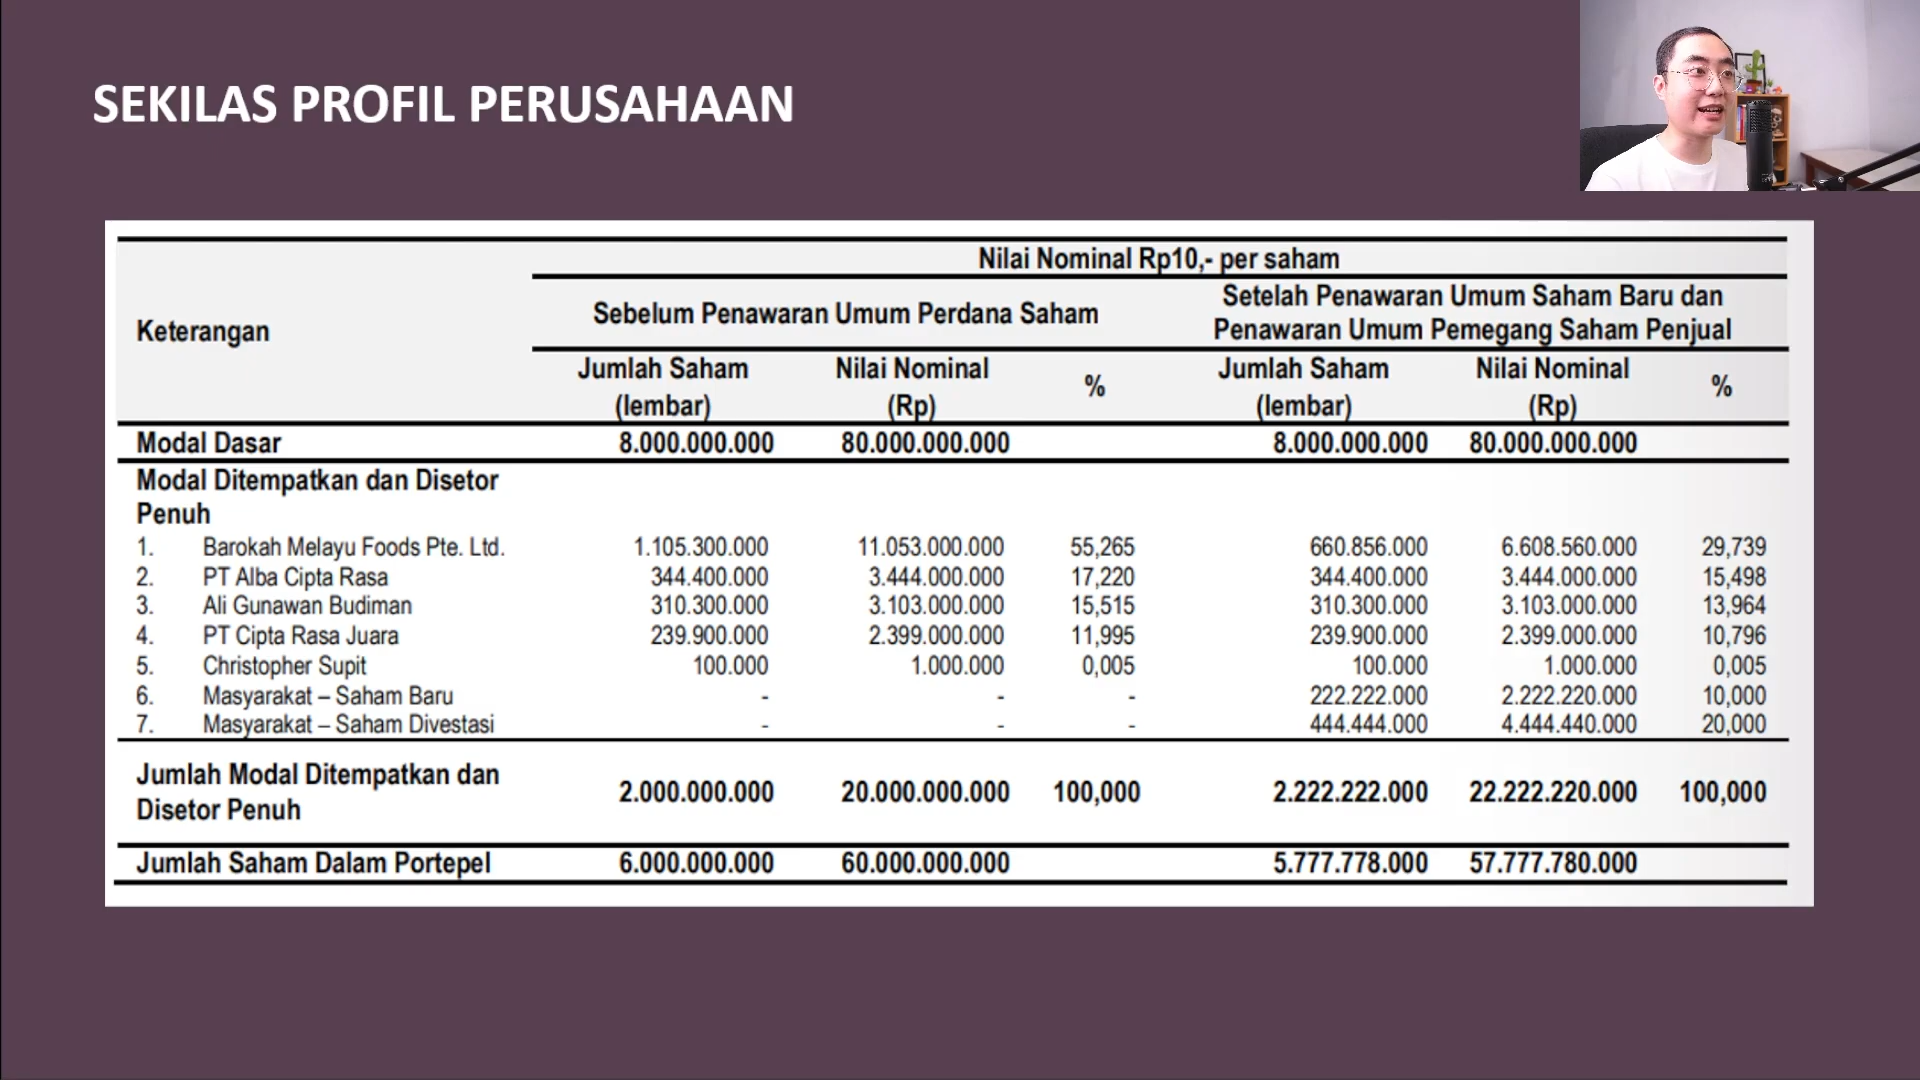 SEKILAS PROFIL PERUSAHAAN
Nilai Nominal Rp10,- per saham
Keterangan
Sebelum Penawaran Umum Perdana Saham
Setelah Penawaran Umum Saham Baru dan
Penawaran Umum Pemegang Saham Penjual
Jumlah Saham (lembar) Nilai Nominal (Rp) % Jumlah Saham (lembar) Nilai Nominal (Rp) %
Modal Dasar 8.000.000.000 80.000.000.000 8.000.000.000 80.000.000.000
Modal Ditempatkan dan Disetor
Penuh
1. Barokah Melayu Foods Pte. Ltd. 1.105.300.000 11.053.000.000 55,265 660.856.000 6.608.560.000 29,739
2. PT Alba Cipta Rasa 344.400.000 3.444.000.000 17,220 344.400.000 3.444.000.000 15,498
3. Ali Gunawan Budiman 310.300.000 3.103.000.000 15,515 310.300.000 3.103.000.000 13,964
4. PT Cipta Rasa Juara 239.900.000 2.399.000.000 11,995 239.900.000 2.399.000.000 10,796
5. Christopher Supit 100.000 1.000.000 0,005 100.000 1.000.000 0,005
6. Masyarakat – Saham Baru - - - 222.222.000 2.222.220.000 10,000
7. Masyarakat – Saham Divestasi - - - 444.444.000 4.444.440.000 20,000
Jumlah Modal Ditempatkan dan
Disetor Penuh
2.000.000.000 20.000.000.000 100,000 2.222.222.000 22.222.220.000 100,000
Jumlah Saham Dalam Portepel 6.000.000.000 60.000.000.000 5.777.778.000 57.777.780.000